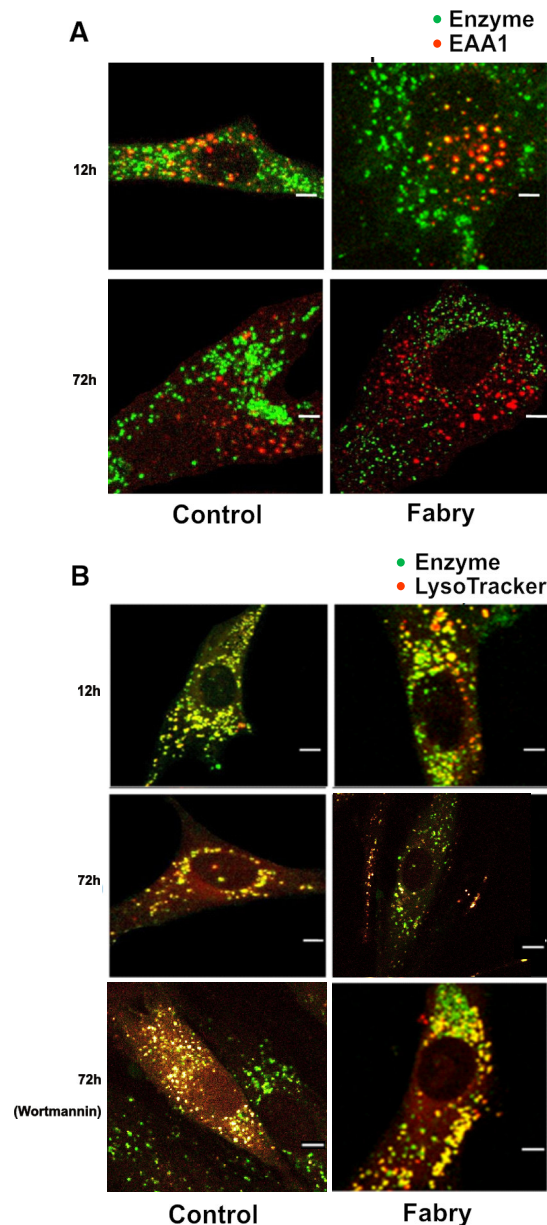 A
Enzyme
EAA1
12h
72h
Control
Fabry
B
Enzyme
LysoTracker
12h
72h
72h
(Wortmannin)
Control
Fabry